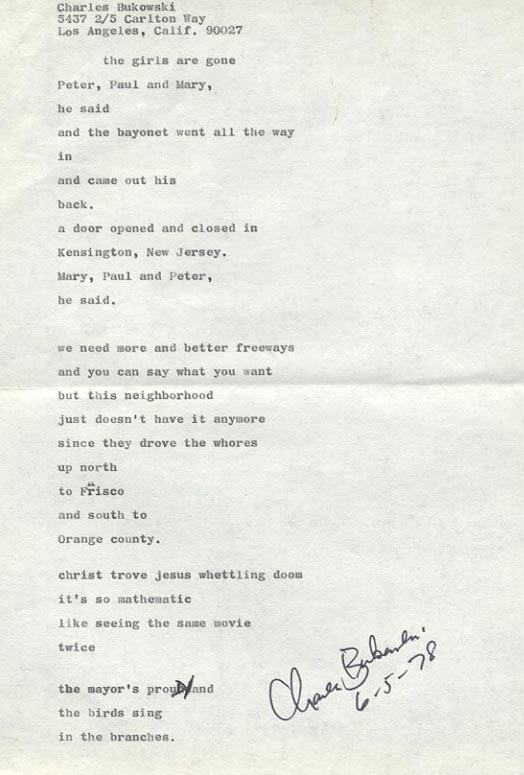 Charles Bukowski
5437 2/5 Carlton Way
Los Angeles, Calif. 90027
the girls are gone
Peter, Paul and Mary,
he said
and the bayonet went all the way
in
and came out his
back.
a door opened and closed in
Kensington, New Jersey.
Mary, Paul and Peter,
he said.
we need more and better freeways
and you can say what you want
but this neighborhood
just doesn't have it anymore
since they drove the whores
up north
to Frisco
and south to
Orange county.
christ trove jesus whettling doom
it's so mathematic
like seeing the same movie
twice
the mayor's proud and
the birds sing
in the branches.
Charles Bukowski
6-5-78